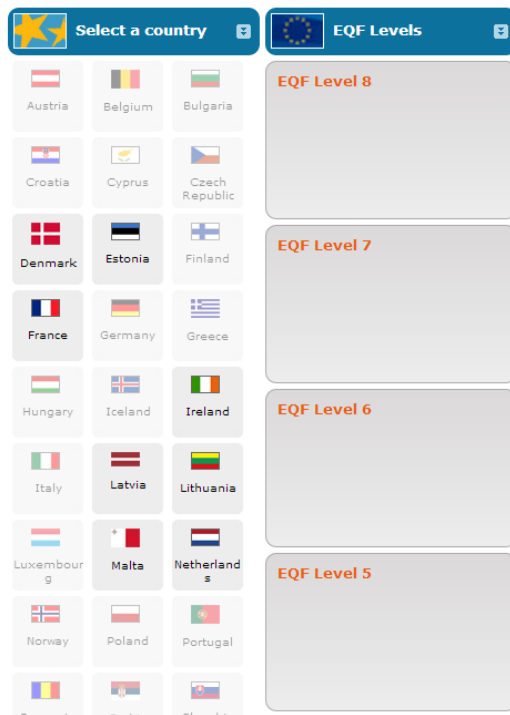 Select a country
EQF Levels
Austria
Belgium
Bulgaria
Croatia
Cyprus
Czech
Republic
Denmark
Estonia
Finland
France
Germany
Greece
Hungary
Iceland
Ireland
Italy
Latvia
Lithuania
Luxembour
g
Malta
Netherland
s
Norway
Poland
Portugal
EQF Level 8
EQF Level 7
EQF Level 6
EQF Level 5